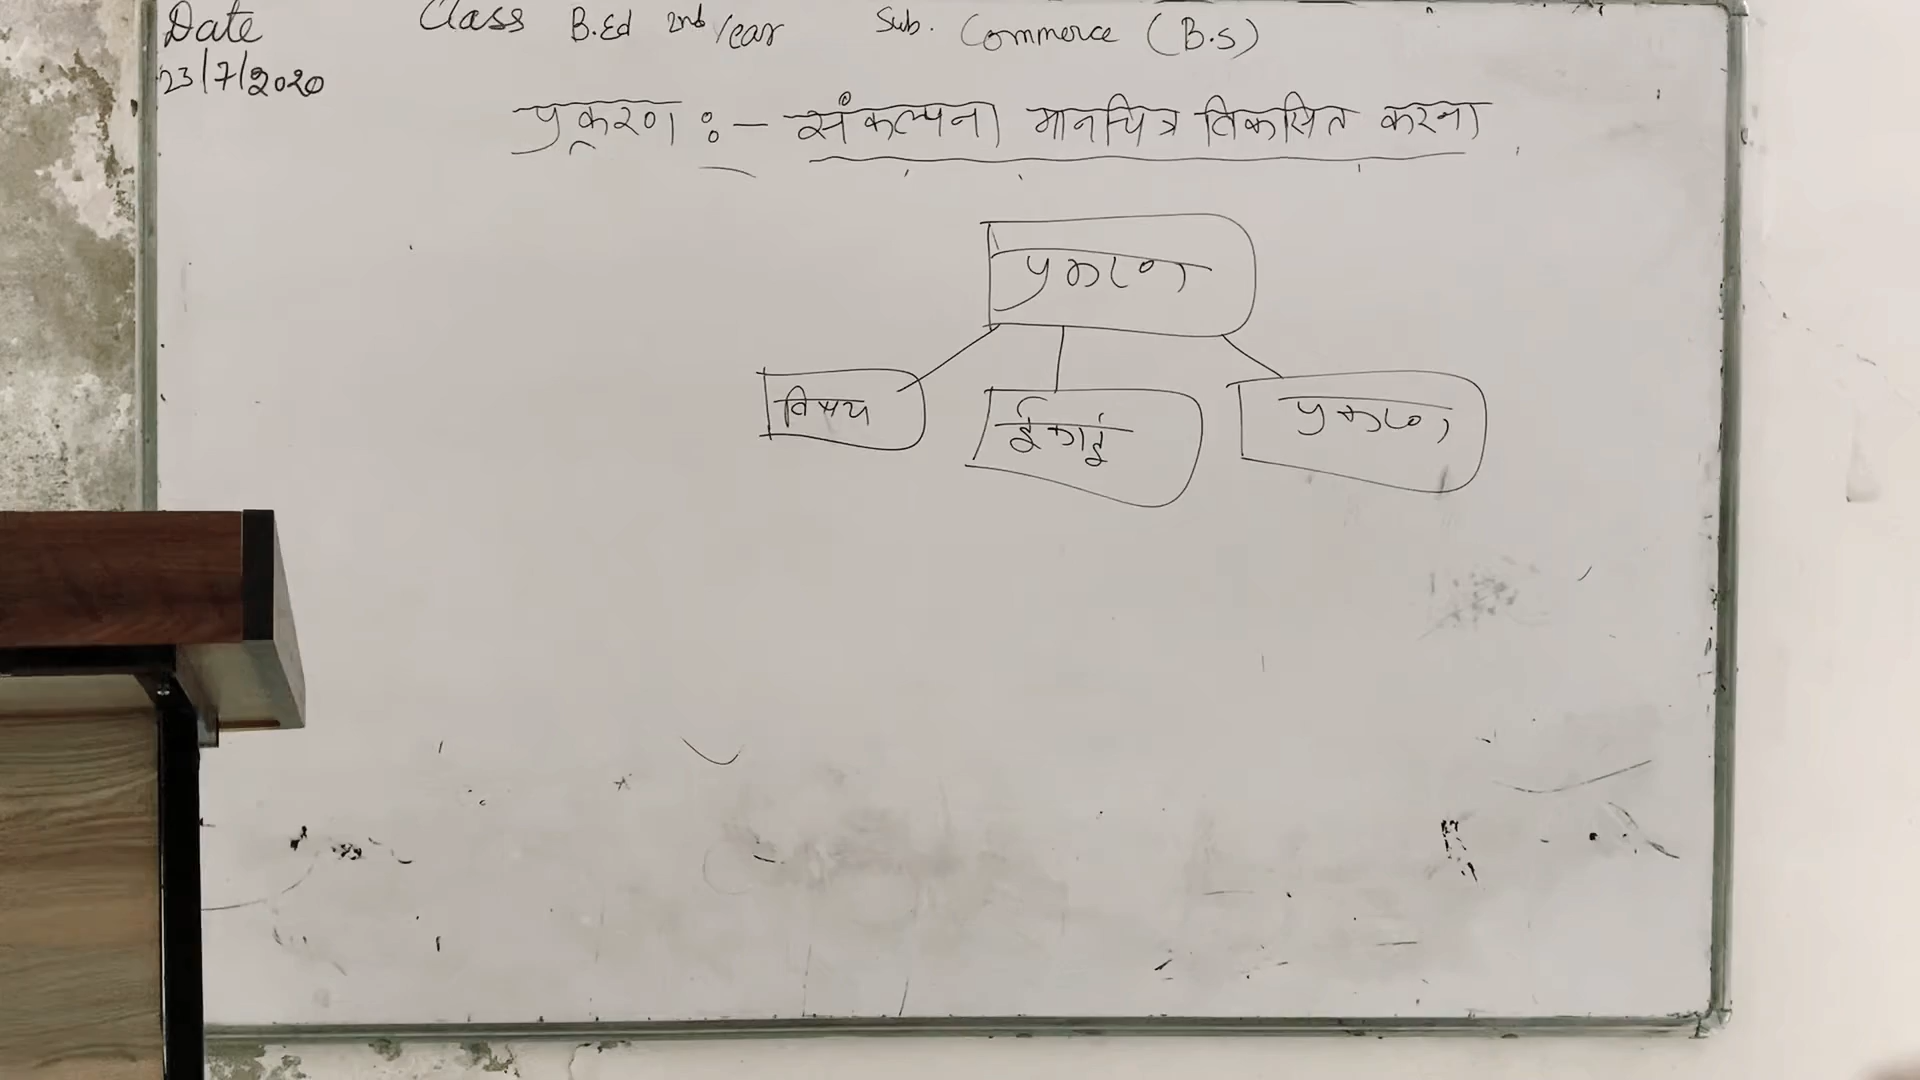 Date Class B.Ed 2nd Year Sub. Commerce (B.S)
23/7/2020
प्रकरण :- संकल्पना मानचित्र विकसित करना
प्रकरण
विषय ईकाई प्रकरण